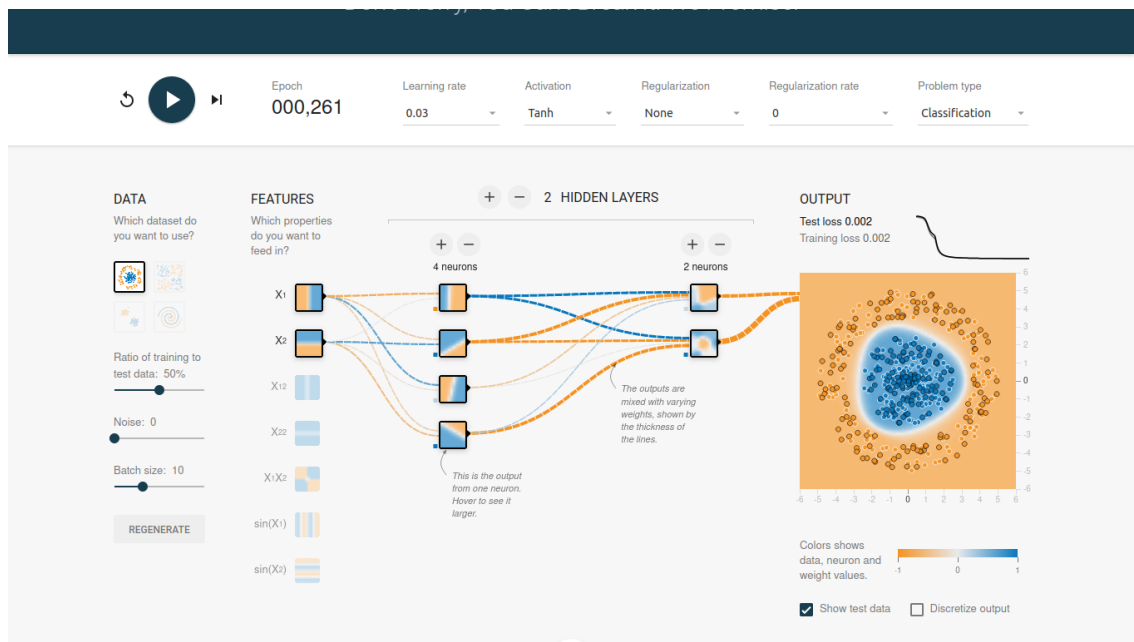 Epoch
000,261
Learning rate
0.03
Activation
Tanh
Regularization
None
Regularization rate
0
Problem type
Classification
DATA
Which dataset do
you want to use?
Ratio of training to
test data: 50%
Noise: 0
Batch size: 10
REGENERATE
FEATURES
Which properties
do you want to
feed in?
X1
X2
X12
X22
X1X2
sin(X1)
sin(X2)
+ − 2 HIDDEN LAYERS
+ −
4 neurons
+ −
2 neurons
The outputs are
mixed with varying
weights, shown by
the thickness of
the lines.
This is the output
from one neuron.
Hover to see it
larger.
OUTPUT
Test loss 0.002
Training loss 0.002
6
5
4
3
2
1
0
-1
-2
-3
-4
-5
-6
-6 -5 -4 -3 -2 -1 0 1 2 3 4 5 6
Colors shows
data, neuron and
weight values.
-1 0 1
Show test data
Discretize output